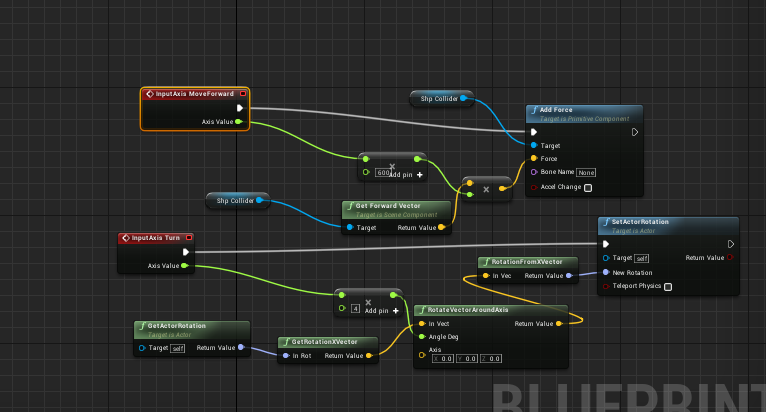 InputAxis MoveForward
Axis Value
Shp Collider
Add Force
Target is Primitive Component
Target
Force
Bone Name None
Accel Change
600
Add pin +
×
×
Shp Collider
Get Forward Vector
Target is Scene Component
Target Return Value
InputAxis Turn
Axis Value
SetActorRotation
Target is Actor
Target self Return Value
New Rotation
Teleport Physics
RotationFromXVector
In Vec Return Value
×
4 Add pin +
RotateVectorAroundAxis
In Vect Return Value
Angle Deg
Axis
X 0.0 Y 0.0 Z 0.0
GetActorRotation
Target is Actor
Target self Return Value
GetRotationXVector
In Rot Return Value
BLUEPRINT